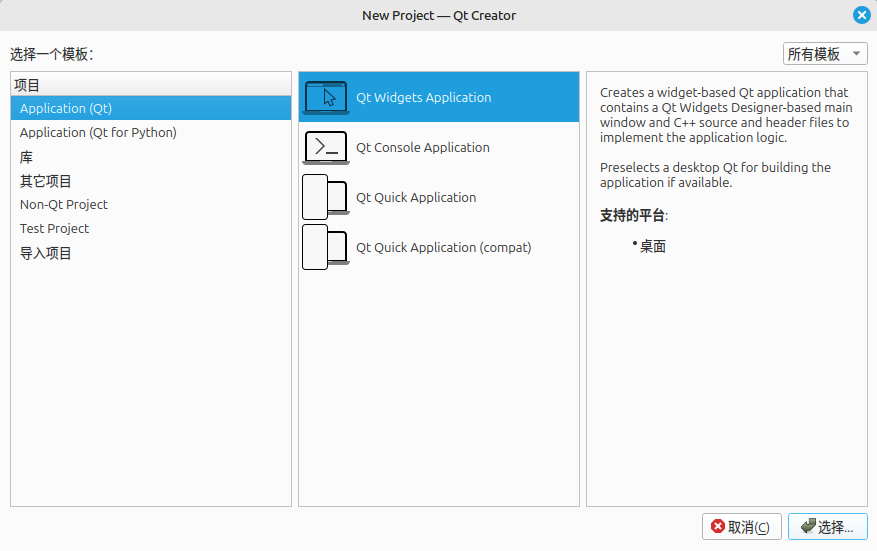 New Project — Qt Creator
选择一个模板：
所有模板
项目
Application (Qt)
Application (Qt for Python)
库
其它项目
Non-Qt Project
Test Project
导入项目
Qt Widgets Application
Qt Console Application
Qt Quick Application
Qt Quick Application (compat)
Creates a widget-based Qt application that
contains a Qt Widgets Designer-based main
window and C++ source and header files to
implement the application logic.
Preselects a desktop Qt for building the
application if available.
支持的平台:
• 桌面
取消(C)
选择...